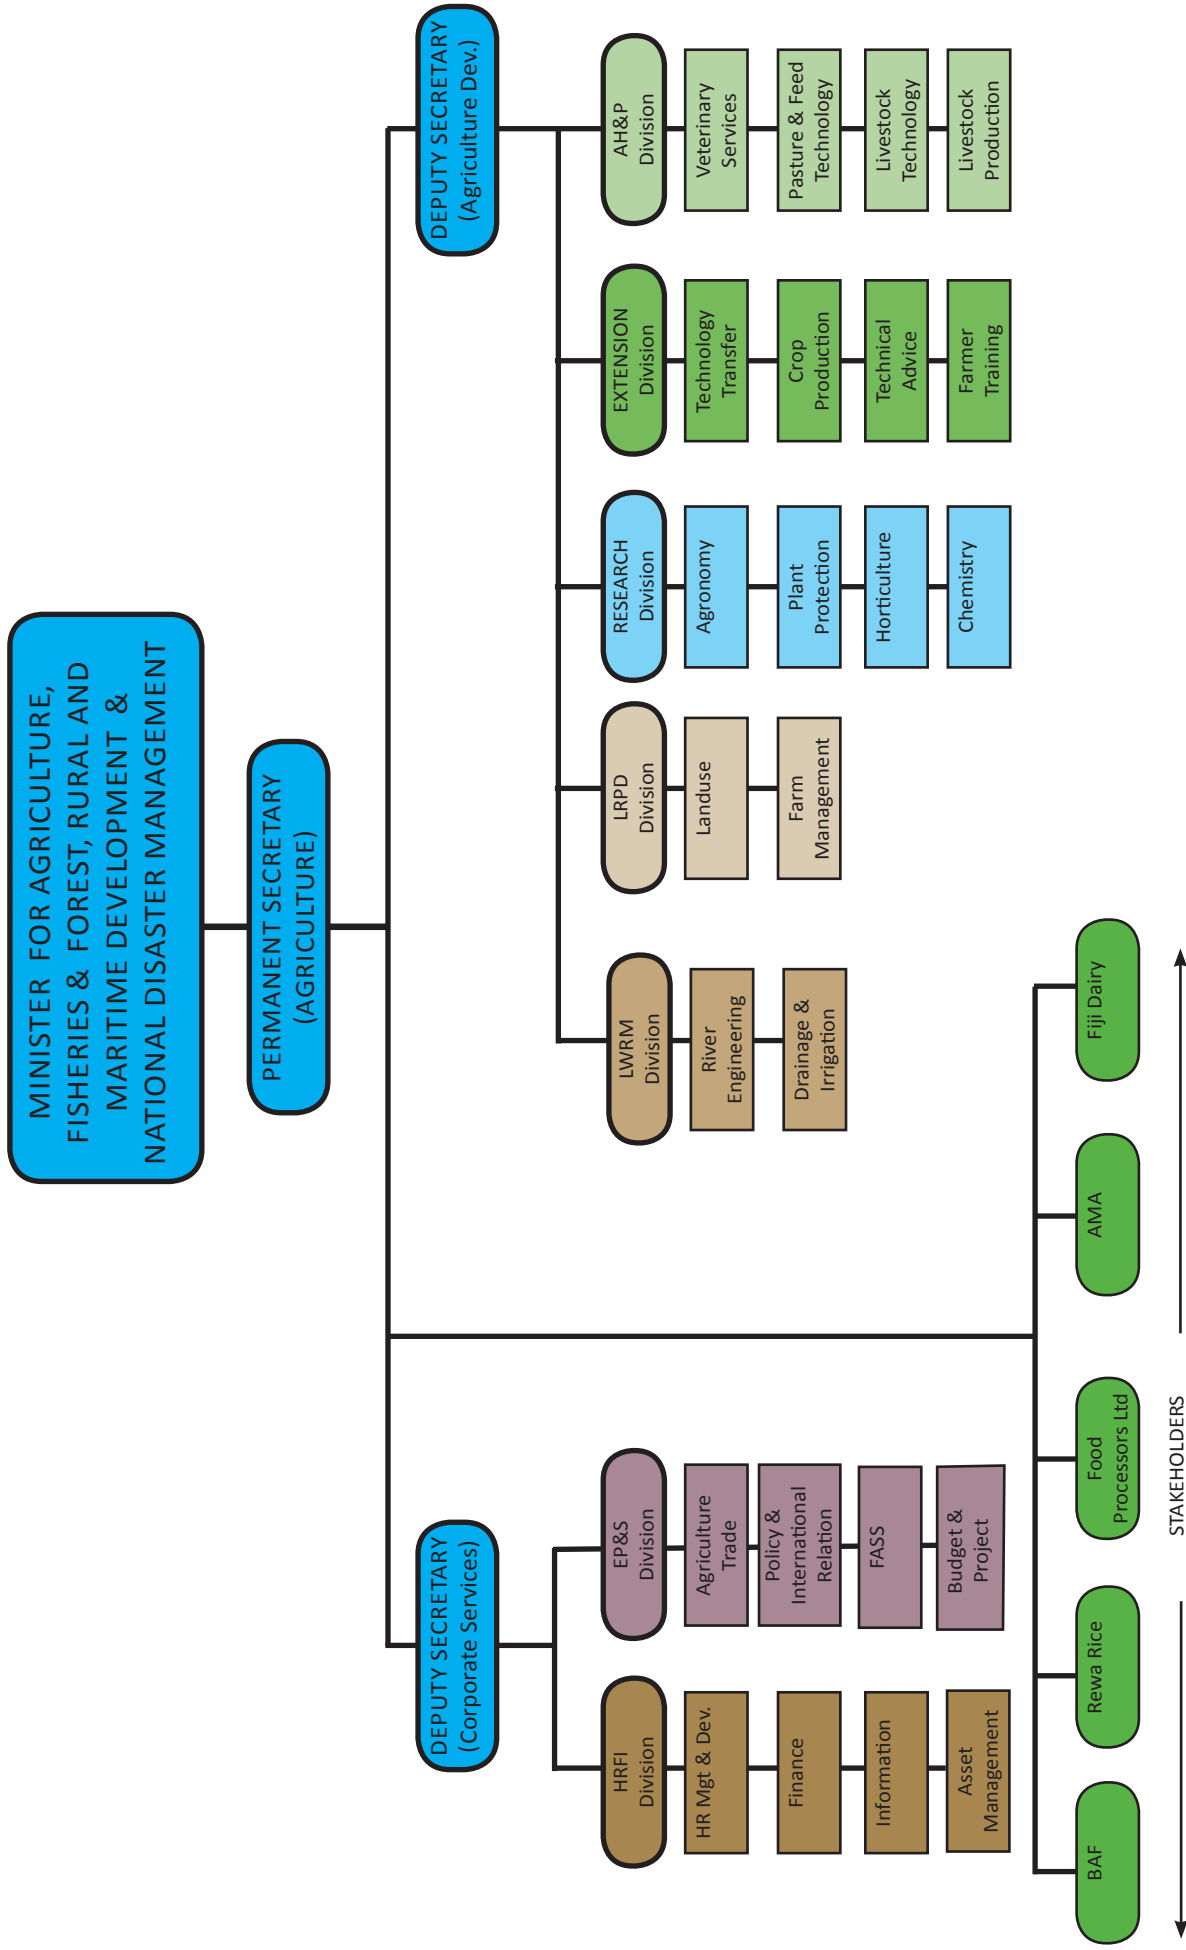 MINISTER FOR AGRICULTURE,
FISHERIES & FOREST, RURAL AND
MARITIME DEVELOPMENT &
NATIONAL DISASTER MANAGEMENT
PERMANENT SECRETARY
(AGRICULTURE)
DEPUTY SECRETARY
(Corporate Services)
DEPUTY SECRETARY
(Agriculture Dev.)
HRFI
Division
HR Mgt & Dev.
Finance
Information
Asset
Management
EP&S
Division
Agriculture
Trade
Policy &
International
Relation
FASS
Budget &
Project
LWRM
Division
River
Engineering
Drainage &
Irrigation
LRPD
Division
Landuse
Farm
Management
RESEARCH
Division
Agronomy
Plant
Protection
Horticulture
Chemistry
EXTENSION
Division
Technology
Transfer
Crop
Production
Technical
Advice
Farmer
Training
AH&P
Division
Veterinary
Services
Pasture & Feed
Technology
Livestock
Technology
Livestock
Production
BAF
Rewa Rice
Food
Processors Ltd
AMA
Fiji Dairy
STAKEHOLDERS